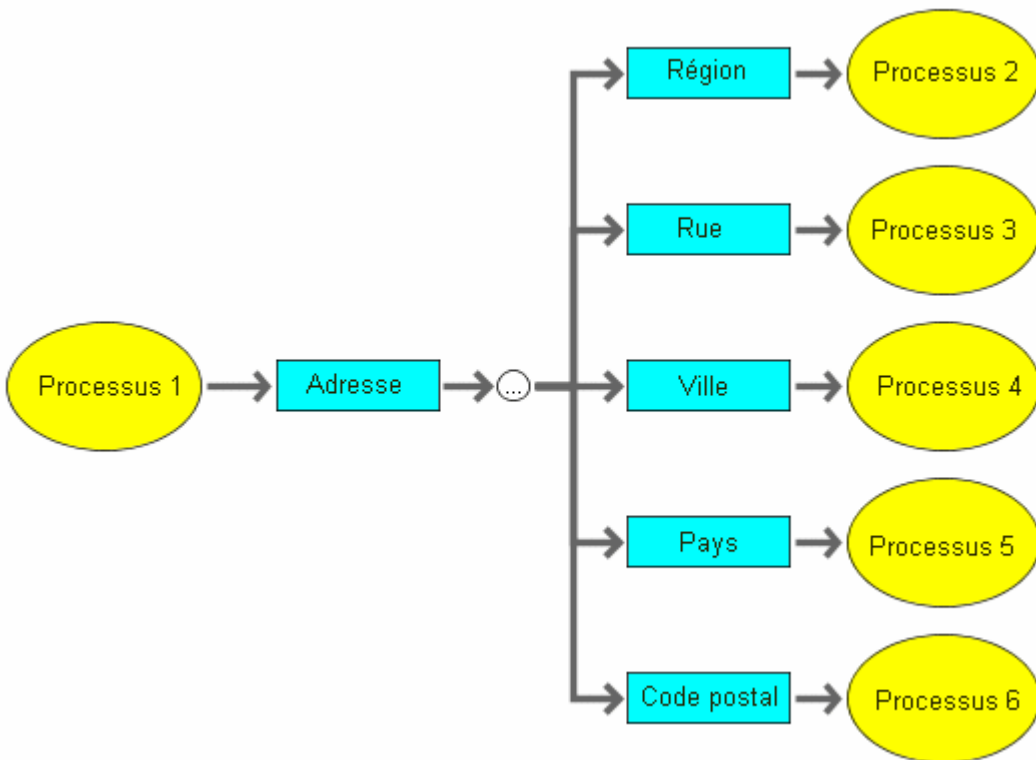 Région
Processus 2
Rue
Processus 3
Processus 1
Adresse
...
Ville
Processus 4
Pays
Processus 5
Code postal
Processus 6